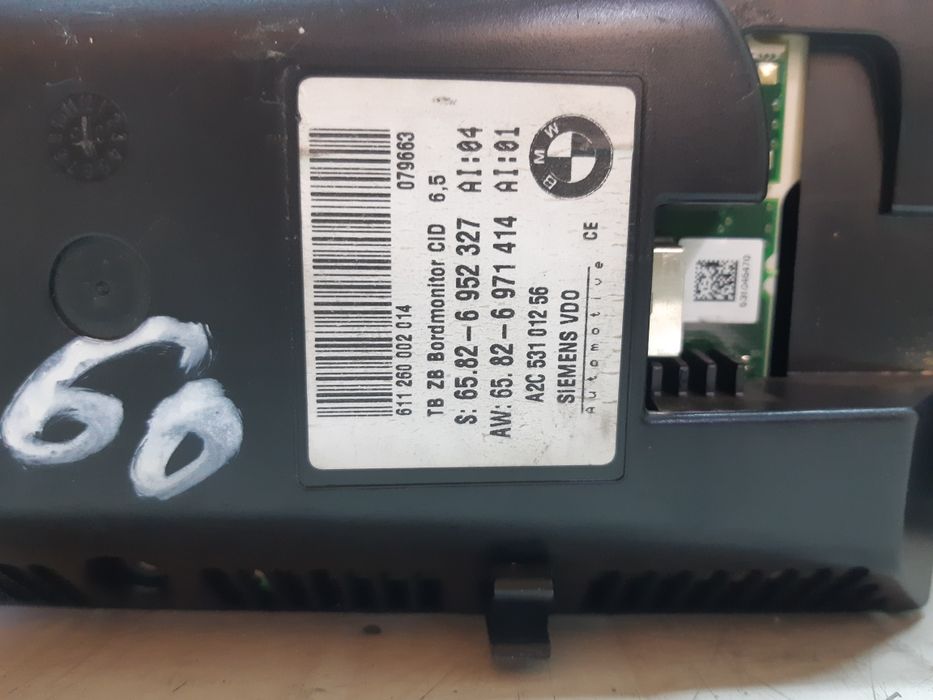 611 260 002 014 079663
TB ZB Bordmonitor CID 6,5
S: 65.82-6 952 327 AI:04
AW: 65.82-6 971 414 AI:01
A2C 531 012 56
SIEMENS VDO
Automotive CE
BMW
60